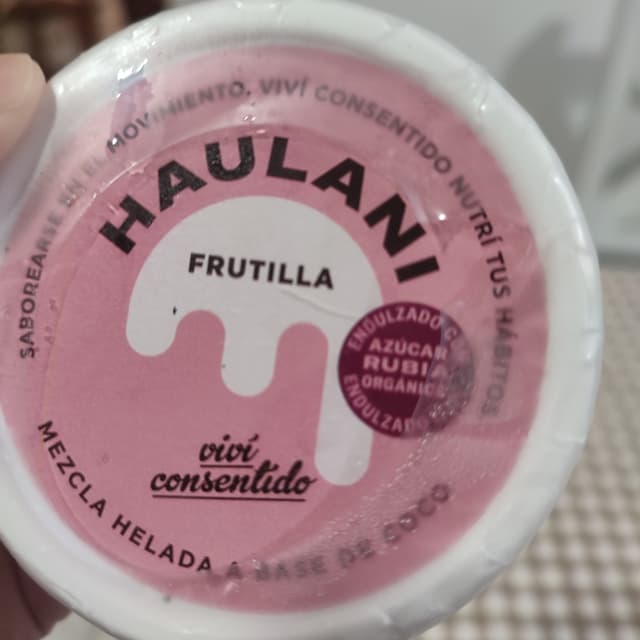 SABOREARSE EN EL MOVIMIENTO. VIVÍ CONSENTIDO NUTRÍ TUS HÁBITOS
HAULANI
FRUTILLA
ENDULZADO C
AZÚCAR
RUBIA
ORGÁNICA
ENDULZADO
viví
consentido
MEZCLA HELADA A BASE DE COCO